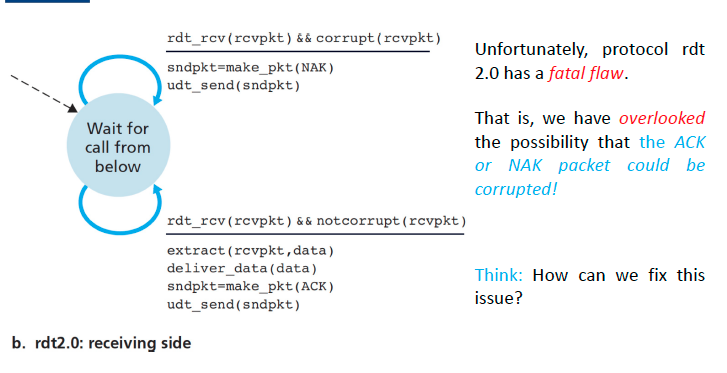 rdt_rcv(rcvpkt) && corrupt(rcvpkt)
sndpkt=make_pkt(NAK)
udt_send(sndpkt)
Wait for
call from
below
rdt_rcv(rcvpkt) && notcorrupt(rcvpkt)
extract(rcvpkt,data)
deliver_data(data)
sndpkt=make_pkt(ACK)
udt_send(sndpkt)
b. rdt2.0: receiving side
Unfortunately, protocol rdt
2.0 has a fatal flaw.
That is, we have overlooked
the possibility that the ACK
or NAK packet could be
corrupted!
Think: How can we fix this
issue?